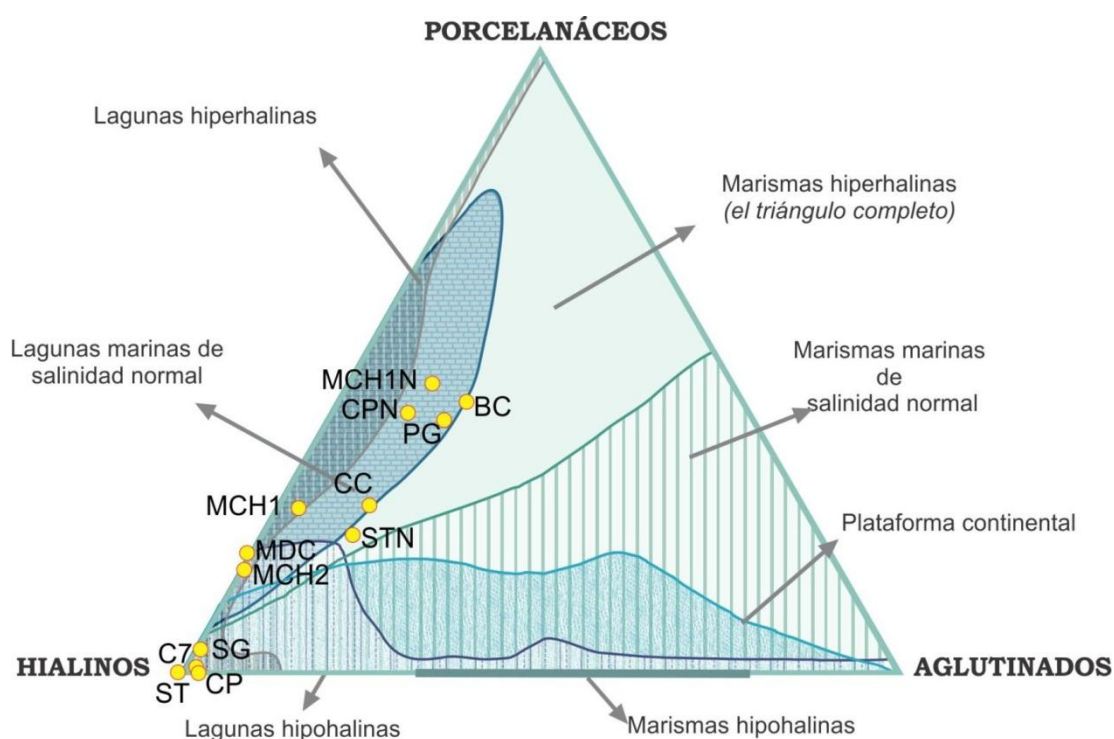 PORCELANÁCEOS
Lagunas hiperhalinas
Marismas hiperhalinas
(el triángulo completo)
Lagunas marinas de
salinidad normal
Marismas marinas
de
salinidad normal
MCH1N
CPN
BC
PG
CC
MCH1
STN
Plataforma continental
MDC
MCH2
C7
SG
HIALINOS
AGLUTINADOS
ST
CP
Lagunas hipohalinas
Marismas hipohalinas